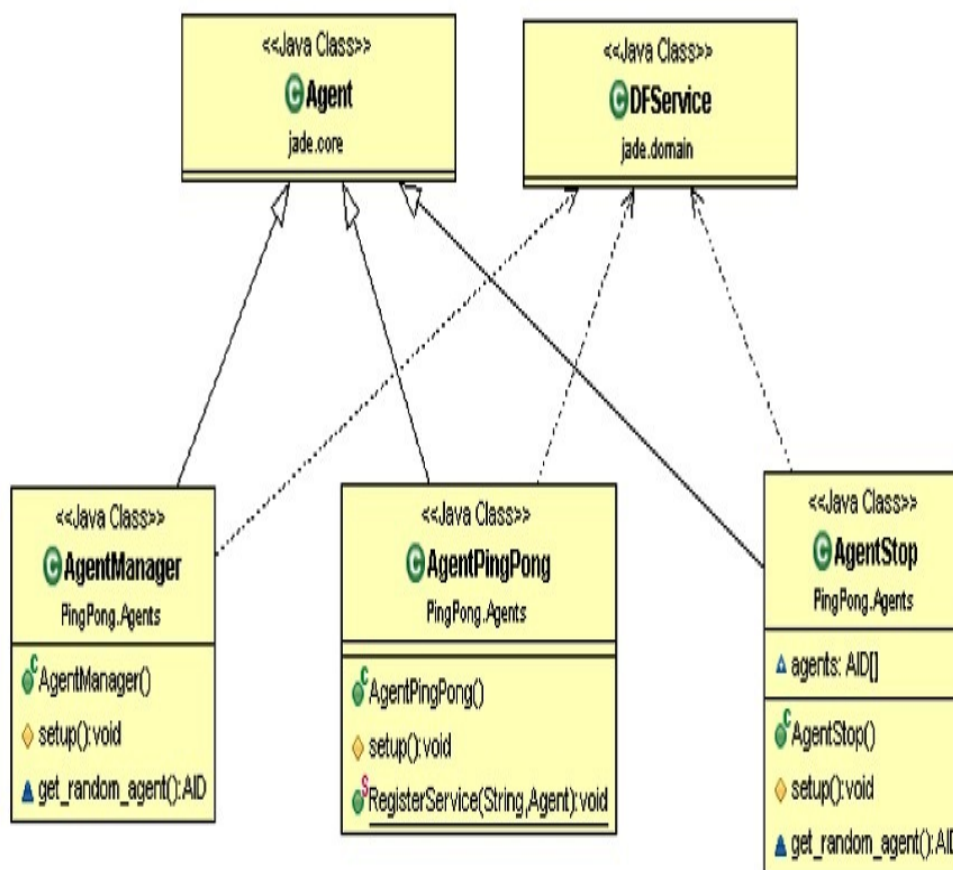 <<Java Class>>
Agent
jade.core
<<Java Class>>
DFService
jade.domain
<<Java Class>>
AgentManager
PingPong.Agents
AgentManager()
setup():void
get_random_agent():AID
<<Java Class>>
AgentPingPong
PingPong.Agents
AgentPingPong()
setup():void
RegisterService(String,Agent):void
<<Java Class>>
AgentStop
PingPong.Agents
agents: AID[]
AgentStop()
setup():void
get_random_agent():AID